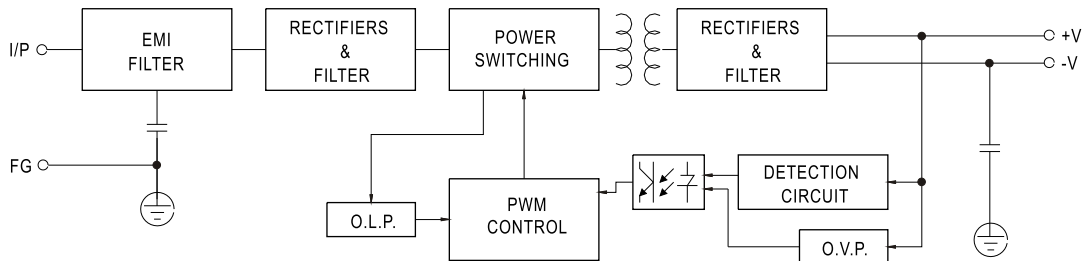 I/P
EMI
FILTER
RECTIFIERS
&
FILTER
POWER
SWITCHING
RECTIFIERS
&
FILTER
+V
-V
FG
O.L.P.
PWM
CONTROL
DETECTION
CIRCUIT
O.V.P.